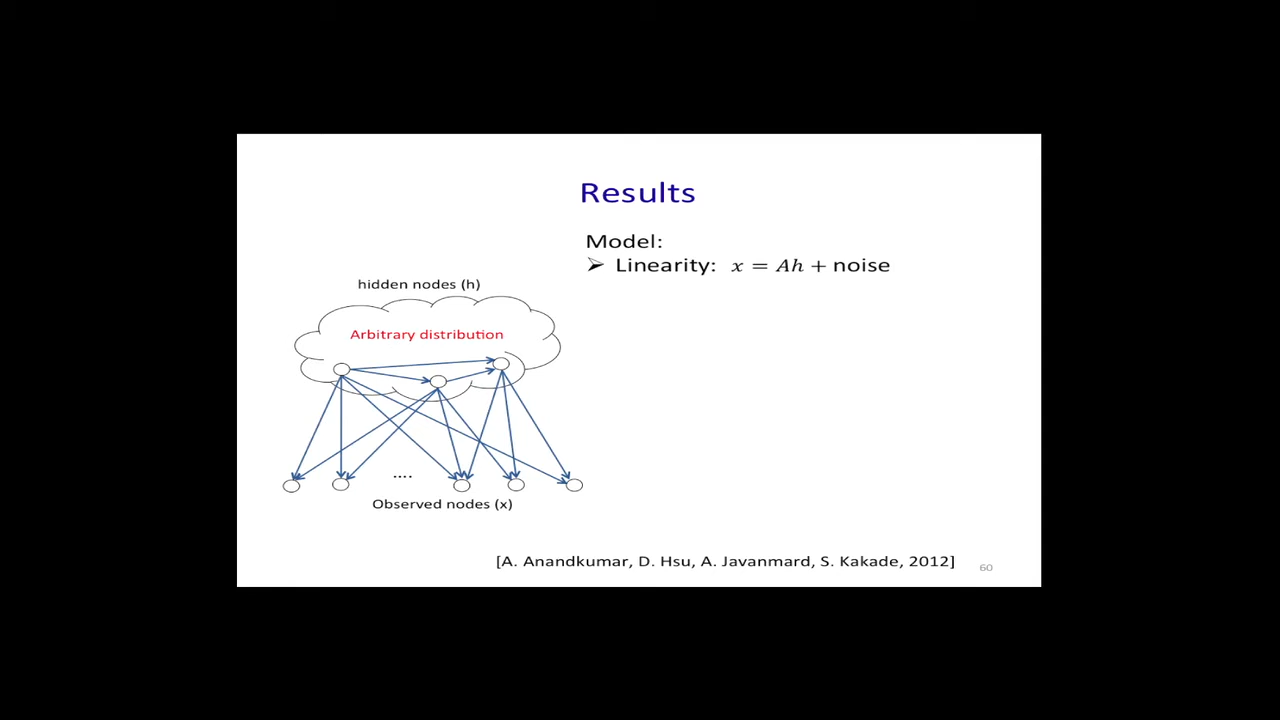 Results
Model:
➢ Linearity: x = Ah + noise
hidden nodes (h)
Arbitrary distribution
....
Observed nodes (x)
[A. Anandkumar, D. Hsu, A. Javanmard, S. Kakade, 2012]
60